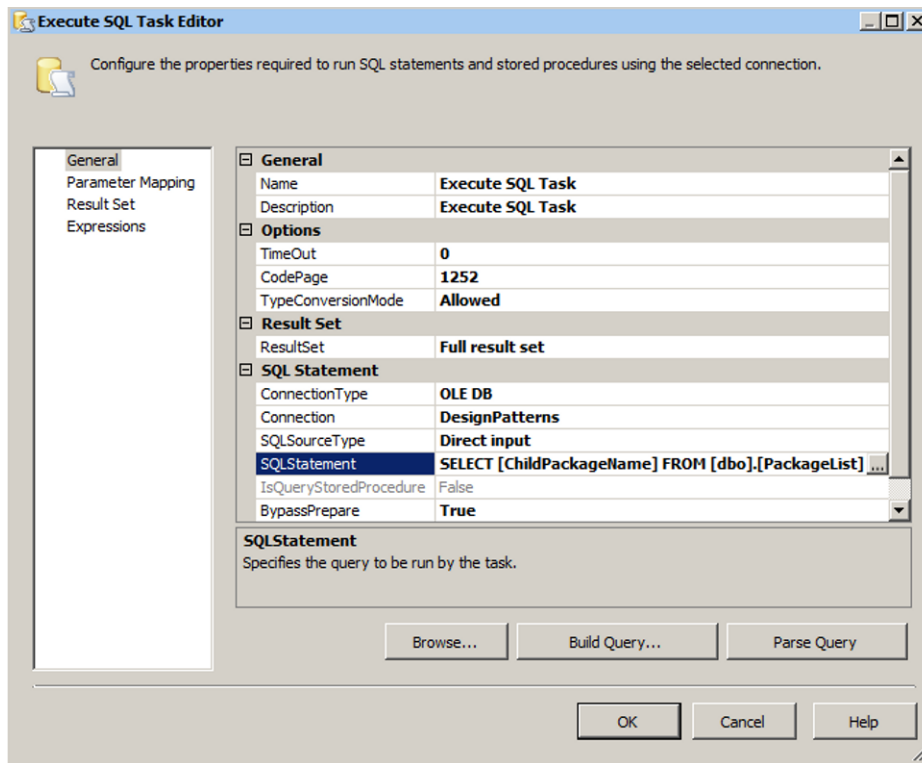 Execute SQL Task Editor
Configure the properties required to run SQL statements and stored procedures using the selected connection.
General
Parameter Mapping
Result Set
Expressions
General
Name Execute SQL Task
Description Execute SQL Task
Options
TimeOut 0
CodePage 1252
TypeConversionMode Allowed
Result Set
ResultSet Full result set
SQL Statement
ConnectionType OLE DB
Connection DesignPatterns
SQLSourceType Direct input
SQLStatement SELECT [ChildPackageName] FROM [dbo].[PackageList] ...
IsQueryStoredProcedure False
BypassPrepare True
SQLStatement
Specifies the query to be run by the task.
Browse... Build Query... Parse Query
OK Cancel Help